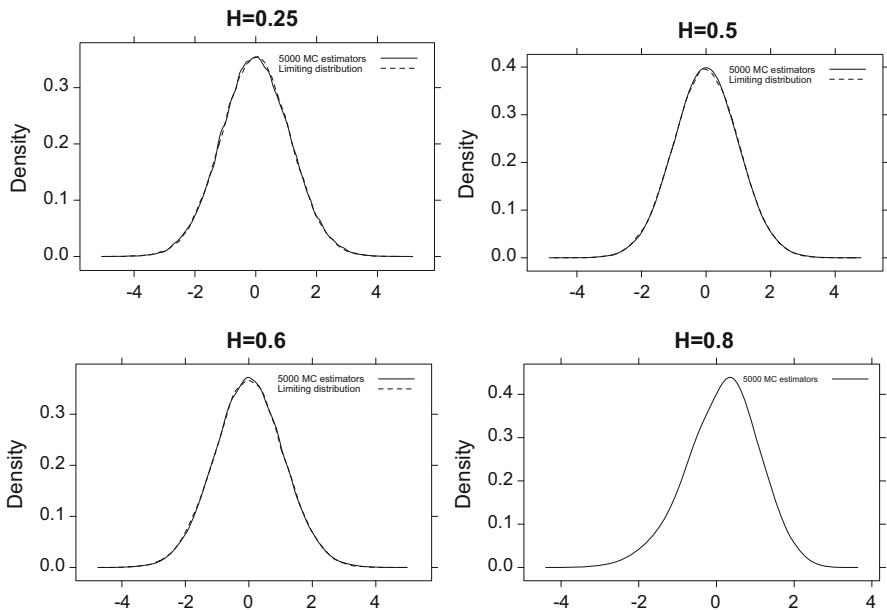 H=0.25
5000 MC estimators
Limiting distribution
Density
0.3
0.2
0.1
0.0
-4 -2 0 2 4
H=0.5
5000 MC estimators
Limiting distribution
Density
0.4
0.3
0.2
0.1
0.0
-4 -2 0 2 4
H=0.6
5000 MC estimators
Limiting distribution
Density
0.3
0.2
0.1
0.0
-4 -2 0 2 4
H=0.8
5000 MC estimators
Density
0.4
0.3
0.2
0.1
0.0
-4 -2 0 2 4